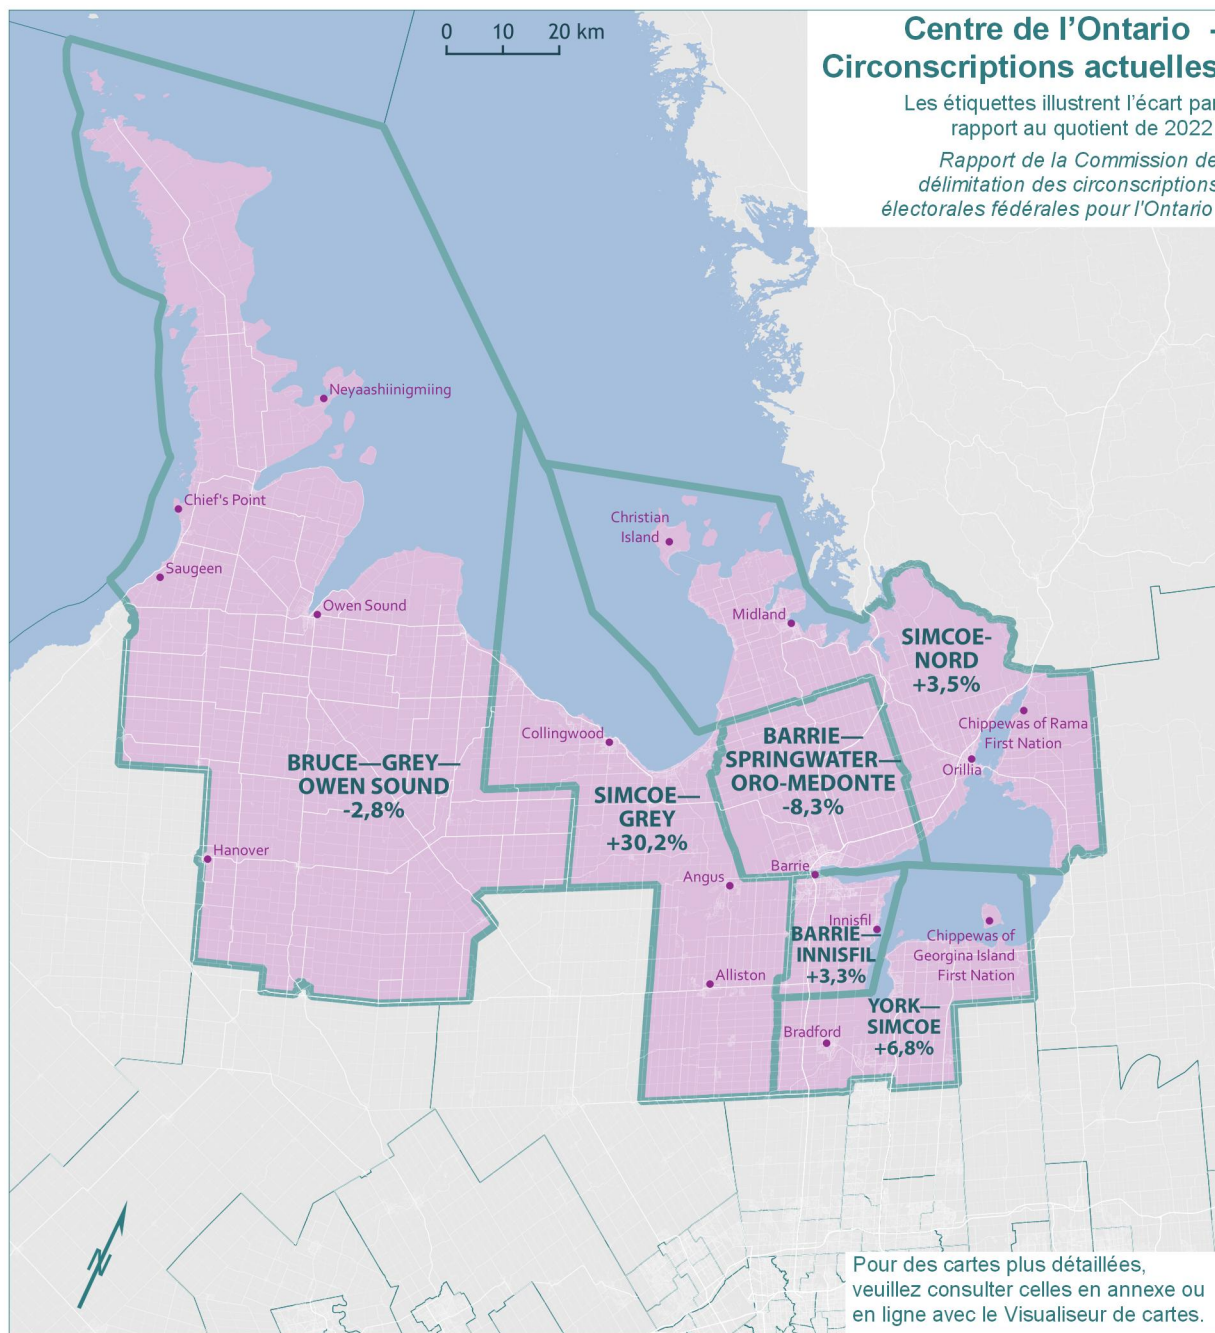 0 10 20 km
Centre de l'Ontario -
Circonscriptions actuelles
Les étiquettes illustrent l'écart par
rapport au quotient de 2022
Rapport de la Commission de
délimitation des circonscriptions
électorales fédérales pour l'Ontario
Neyaashiinigmiing
Chief's Point
Saugeen
Owen Sound
Christian
Island
Midland
SIMCOE-
NORD
+3,5%
Chippewas of Rama
First Nation
Orillia
Collingwood
BARRIE—
SPRINGWATER—
ORO-MEDONTE
-8,3%
BRUCE—GREY—
OWEN SOUND
-2,8%
SIMCOE—
GREY
+30,2%
Hanover
Angus
Barrie
Innisfil
BARRIE—
INNISFIL
+3,3%
Chippewas of
Georgina Island
First Nation
Alliston
Bradford
YORK—
SIMCOE
+6,8%
N
Pour des cartes plus détaillées,
veuillez consulter celles en annexe ou
en ligne avec le Visualiseur de cartes.